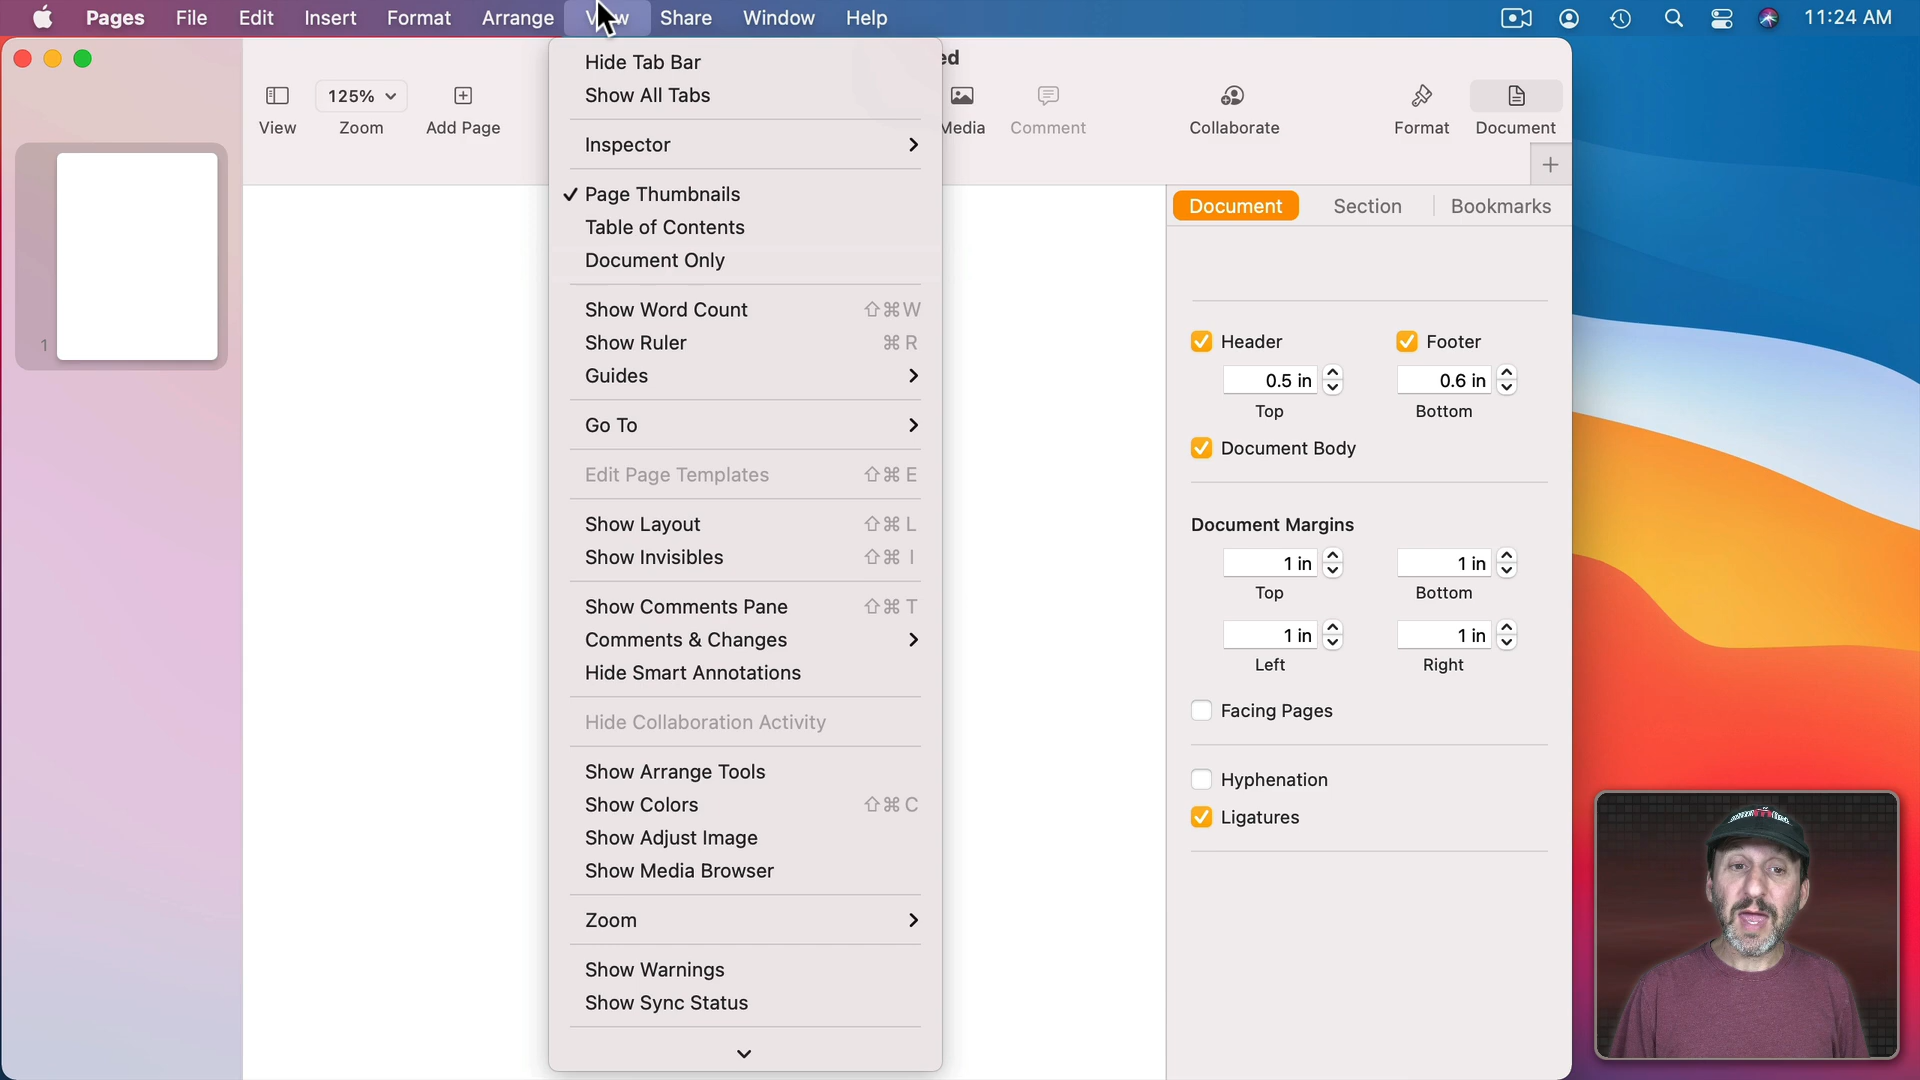 Pages File Edit Insert Format Arrange Share Window Help 11:24 AM
ed
View
125%
Zoom
Add Page
Media
Comment
Collaborate
Format
Document
Hide Tab Bar
Show All Tabs
Inspector
Page Thumbnails
Table of Contents
Document Only
Show Word Count ⇧⌘W
Show Ruler ⌘R
Guides
Go To
Edit Page Templates ⇧⌘E
Show Layout ⇧⌘L
Show Invisibles ⇧⌘I
Show Comments Pane ⇧⌘T
Comments & Changes
Hide Smart Annotations
Hide Collaboration Activity
Show Arrange Tools
Show Colors ⇧⌘C
Show Adjust Image
Show Media Browser
Zoom
Show Warnings
Show Sync Status
1
Document Section Bookmarks
Header Footer
0.5 in 0.6 in
Top Bottom
Document Body
Document Margins
1 in 1 in
Top Bottom
1 in 1 in
Left Right
Facing Pages
Hyphenation
Ligatures